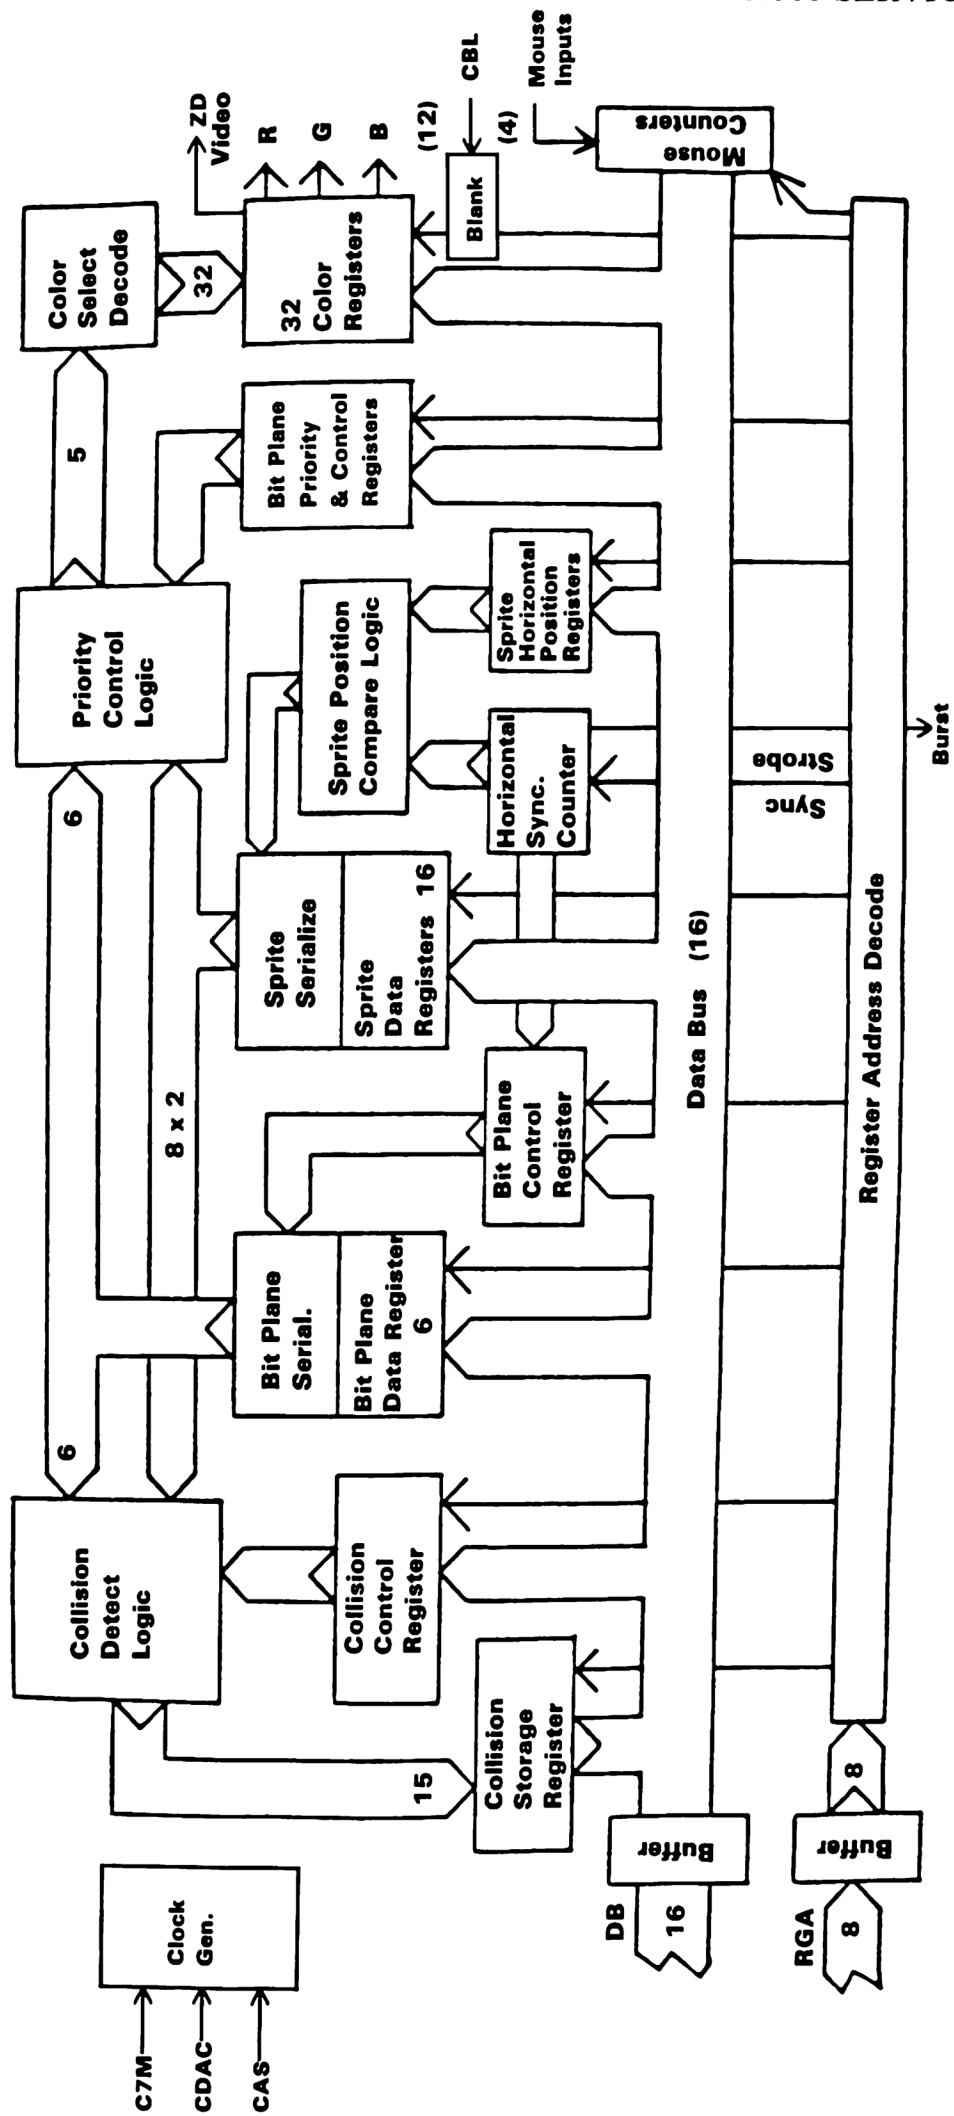 C7M
CDAC
CAS
Clock
Gen.
Collision
Detect
Logic
6
6
8 x 2
Priority
Control
Logic
5
Color
Select
Decode
32
ZD
Video
R
G
B
(12)
CBL
Blank
(4)
Mouse
Inputs
15
Collision
Storage
Register
Collision
Control
Register
Bit Plane
Serial.
Bit Plane
Data Register
6
Bit Plane
Control
Register
Sprite
Serialize
Sprite
Data
Registers 16
Sprite Position
Compare Logic
Horizontal
Sync.
Counter
Sprite
Horizontal
Position
Registers
Bit Plane
Priority
& Control
Registers
32
Color
Registers
Mouse
Counters
DB
16
Buffer
Data Bus (16)
Sync
Strobe
RGA
8
Buffer
8
Register Address Decode
Burst